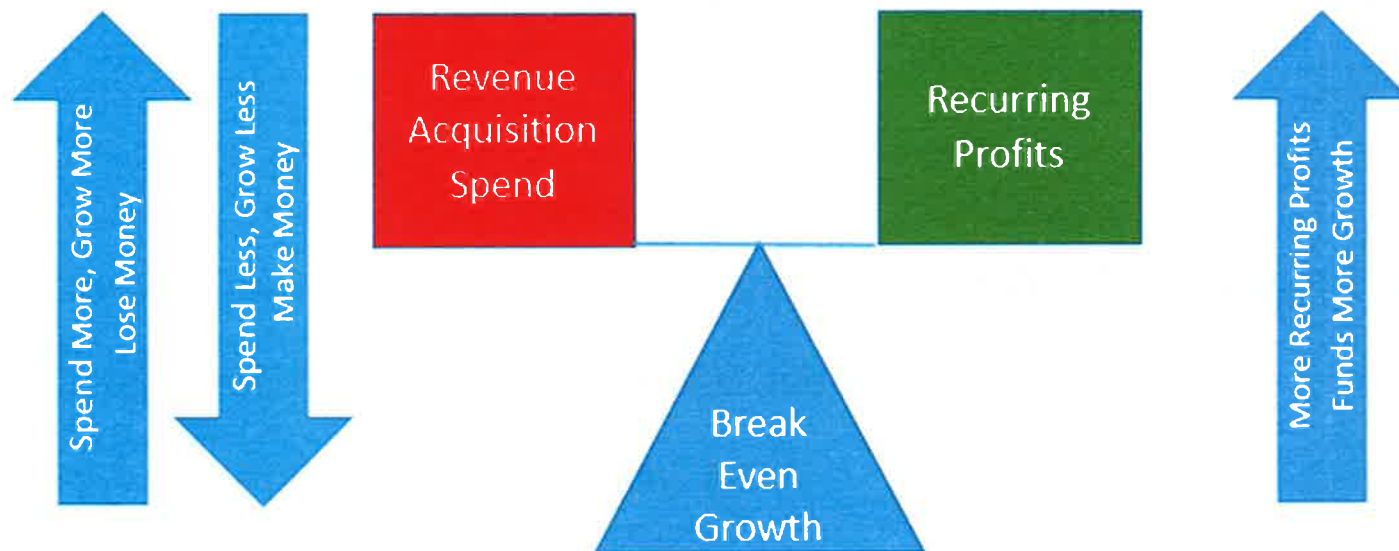 Spend More, Grow More
Lose Money
Spend Less, Grow Less
Make Money
Revenue
Acquisition
Spend
Recurring
Profits
Break
Even
Growth
More Recurring Profits
Funds More Growth